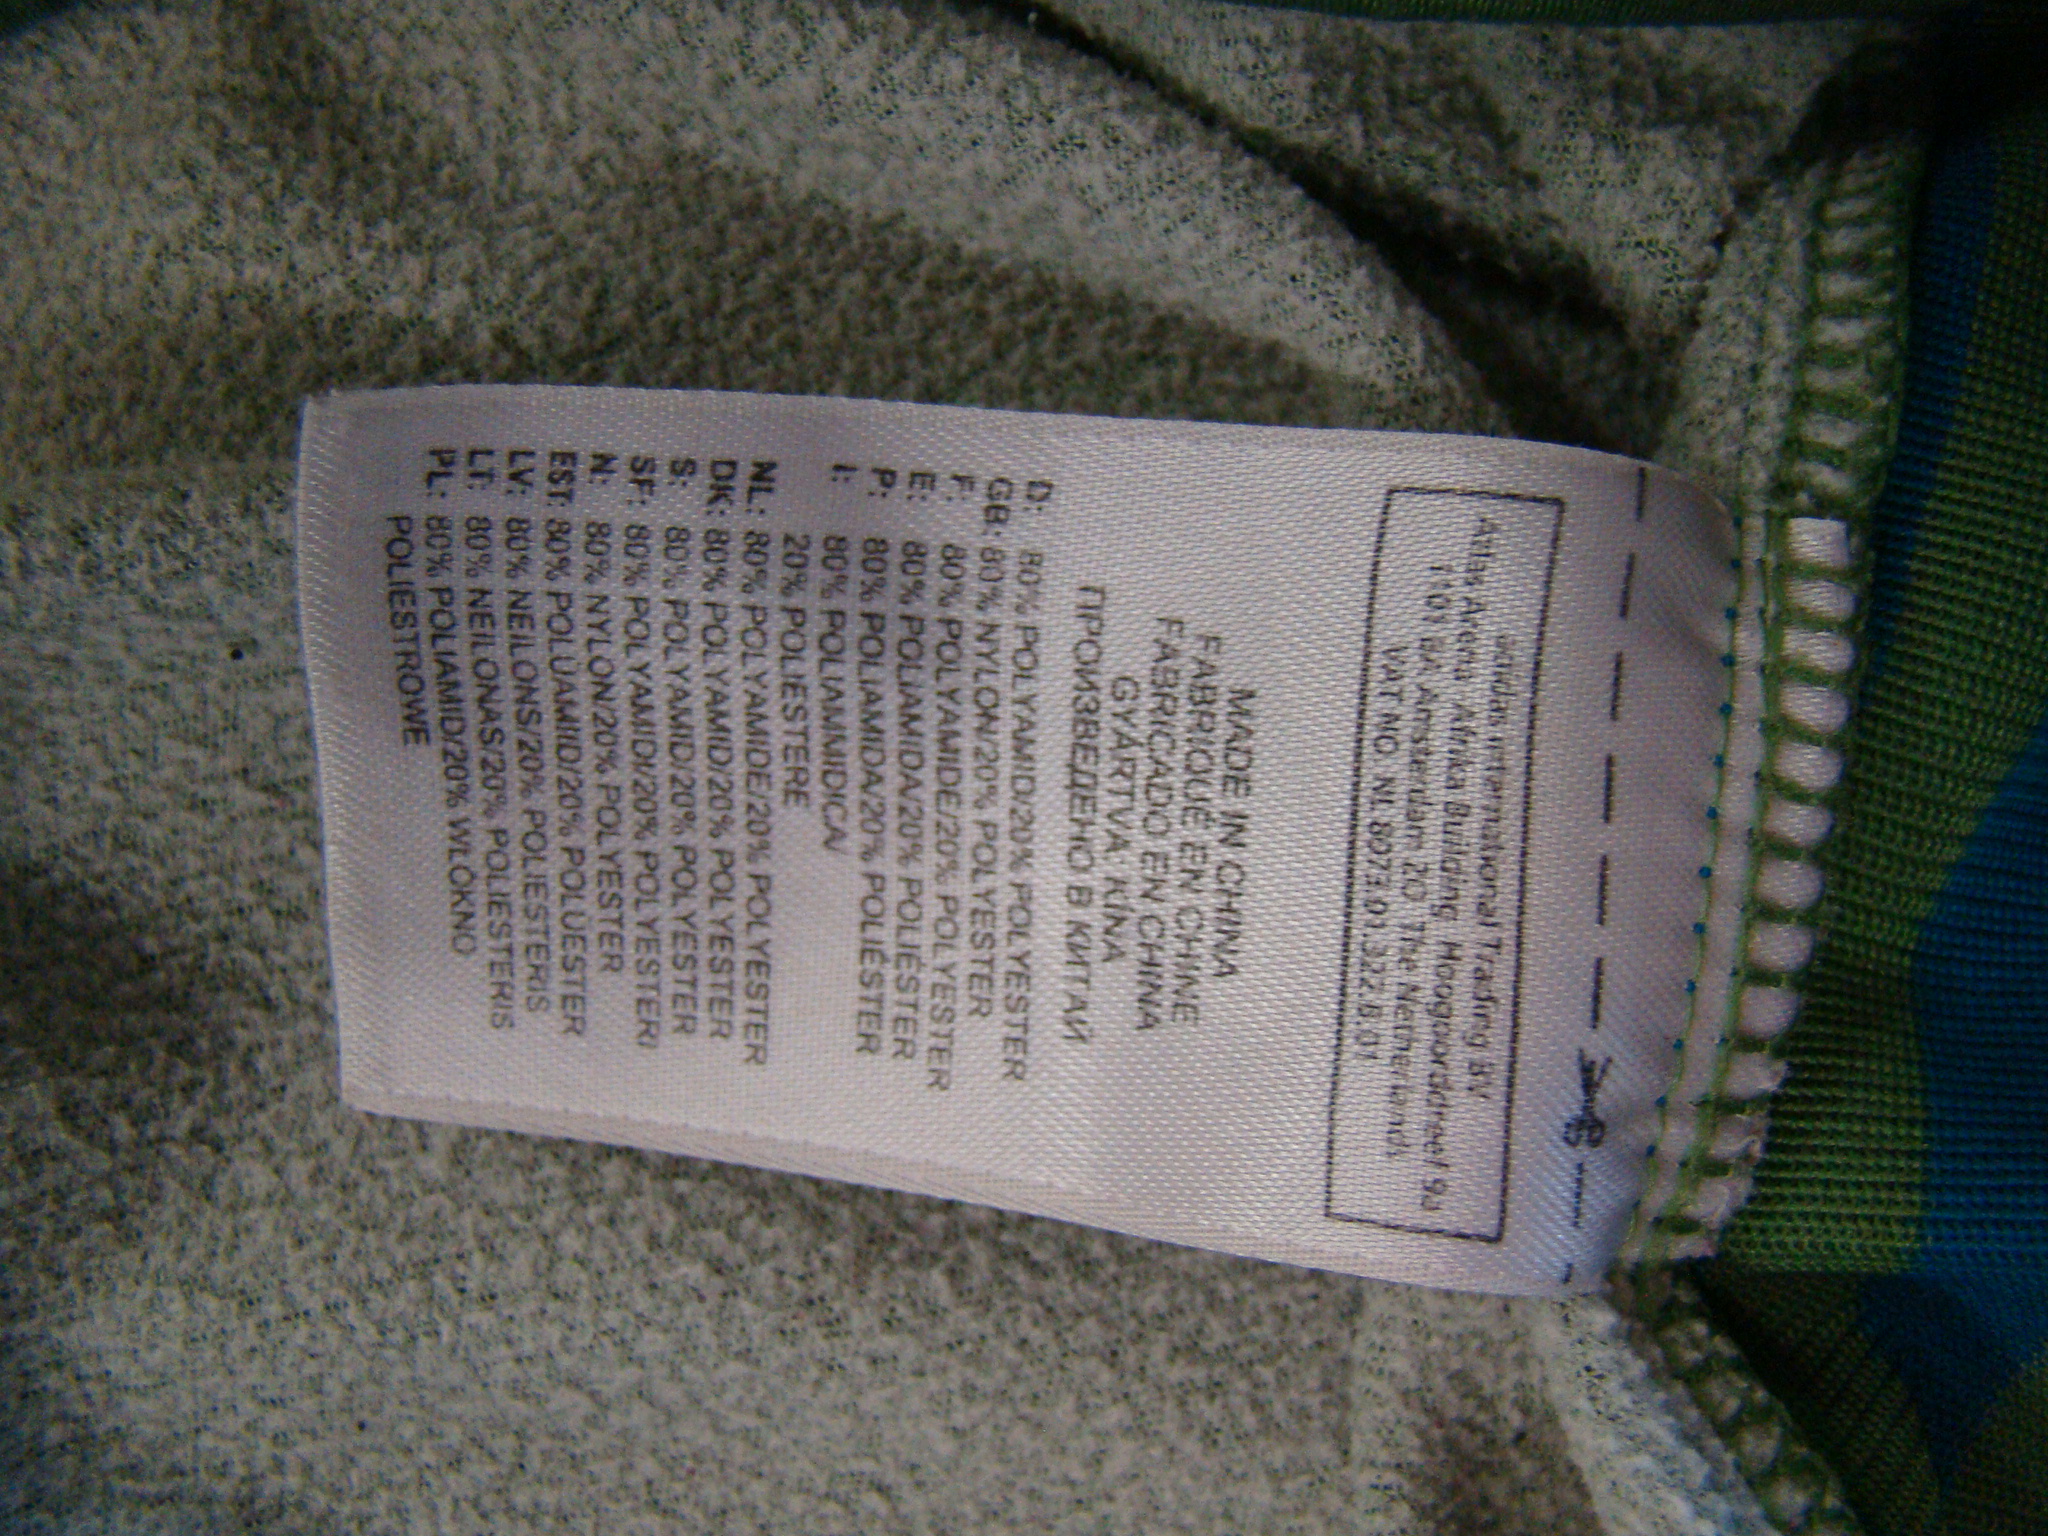 adidas International Trading BV
Atlas Arena Afrika Building Hoogoorddreef 9a
1101 BA Amsterdam ZO The Netherlands
VAT NO NL 8073.01.327.B.01
MADE IN CHINA
FABRIQUÉ EN CHINE
FABRICADO EN CHINA
GYÁRTVA: KÍNA
ПРОИЗВЕДЕНО В КИТАЙ
D: 80% POLYAMID/20% POLYESTER
GB: 80% NYLON/20% POLYESTER
F: 80% POLYAMIDE/20% POLYESTER
E: 80% POLIAMIDA/20% POLIÉSTER
P: 80% POLIAMIDA/20% POLIÉSTER
I: 80% POLIAMMIDICA/
20% POLIESTERE
NL: 80% POLYAMIDE/20% POLYESTER
DK: 80% POLYAMID/20% POLYESTER
S: 80% POLYAMID/20% POLYESTER
SF: 80% POLYAMIDI/20% POLYESTERI
N: 80% NYLON/20% POLYESTER
EST: 80% POLÜAMIID/20% POLÜESTER
LV: 80% NEILONS/20% POLIESTERIS
LT: 80% NEILONAS/20% POLIESTERIS
PL: 80% POLIAMID/20% WŁÓKNO
POLIESTROWE